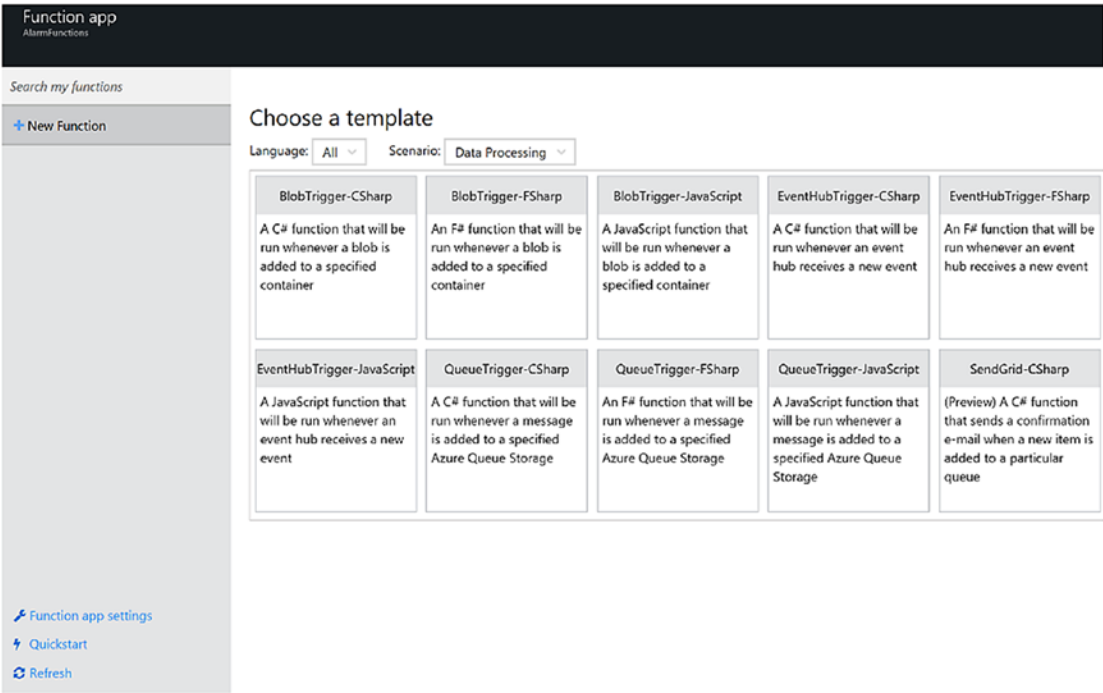 Function app
AlarmFunctions
Search my functions
New Function
Choose a template
Language: All Scenario: Data Processing
BlobTrigger-CSharp
A C# function that will be
run whenever a blob is
added to a specified
container
BlobTrigger-FSharp
An F# function that will be
run whenever a blob is
added to a specified
container
BlobTrigger-JavaScript
A JavaScript function that
will be run whenever a
blob is added to a
specified container
EventHubTrigger-CSharp
A C# function that will be
run whenever an event
hub receives a new event
EventHubTrigger-FSharp
An F# function that will be
run whenever an event
hub receives a new event
EventHubTrigger-JavaScript
A JavaScript function that
will be run whenever an
event hub receives a new
event
QueueTrigger-CSharp
A C# function that will be
run whenever a message
is added to a specified
Azure Queue Storage
QueueTrigger-FSharp
An F# function that will be
run whenever a message
is added to a specified
Azure Queue Storage
QueueTrigger-JavaScript
A JavaScript function that
will be run whenever a
message is added to a
specified Azure Queue
Storage
SendGrid-CSharp
(Preview) A C# function
that sends a confirmation
e-mail when a new item is
added to a particular
queue
Function app settings
Quickstart
Refresh